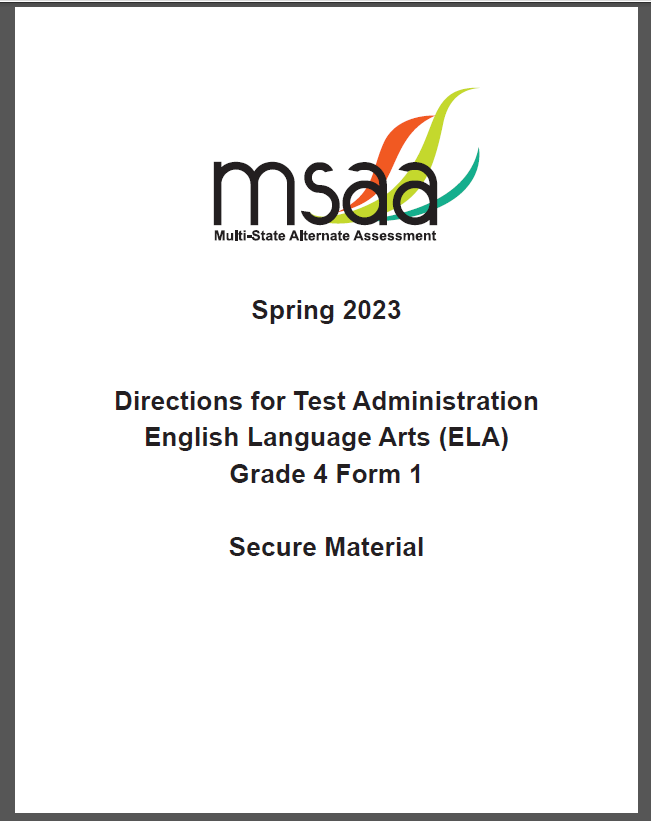 msaa
Multi-State Alternate Assessment
Spring 2023
Directions for Test Administration
English Language Arts (ELA)
Grade 4 Form 1
Secure Material